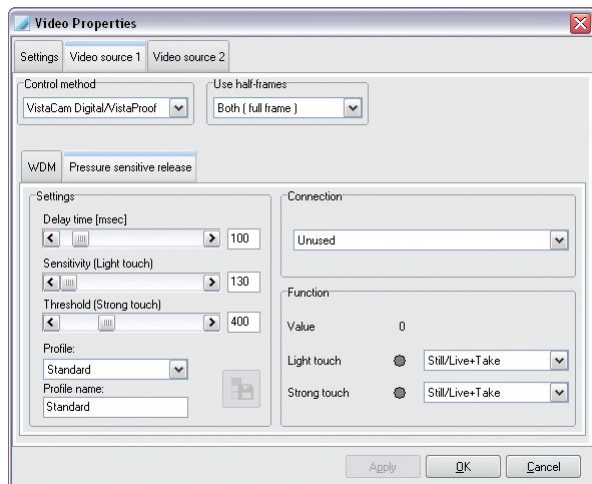 Video Properties
Settings Video source 1 Video source 2
Control method
VistaCam Digital/VistaProof
Use half-frames
Both ( full frame )
WDM Pressure sensitive release
Settings
Delay time [msec]
100
Sensitivity (Light touch)
130
Threshold (Strong touch)
400
Profile:
Standard
Profile name:
Standard
Connection
Unused
Function
Value 0
Light touch Still/Live+Take
Strong touch Still/Live+Take
Apply OK Cancel